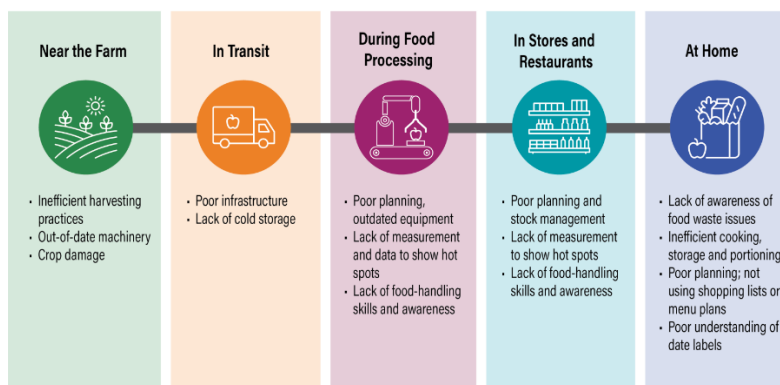 Near the Farm
• Inefficient harvesting
practices
• Out-of-date machinery
• Crop damage
In Transit
• Poor infrastructure
• Lack of cold storage
During Food
Processing
• Poor planning,
outdated equipment
• Lack of measurement
and data to show hot
spots
• Lack of food-handling
skills and awareness
In Stores and
Restaurants
• Poor planning and
stock management
• Lack of measurement
to show hot spots
• Lack of food-handling
skills and awareness
At Home
• Lack of awareness of
food waste issues
• Inefficient cooking,
storage and portioning
• Poor planning; not
using shopping lists or
menu plans
• Poor understanding of
date labels